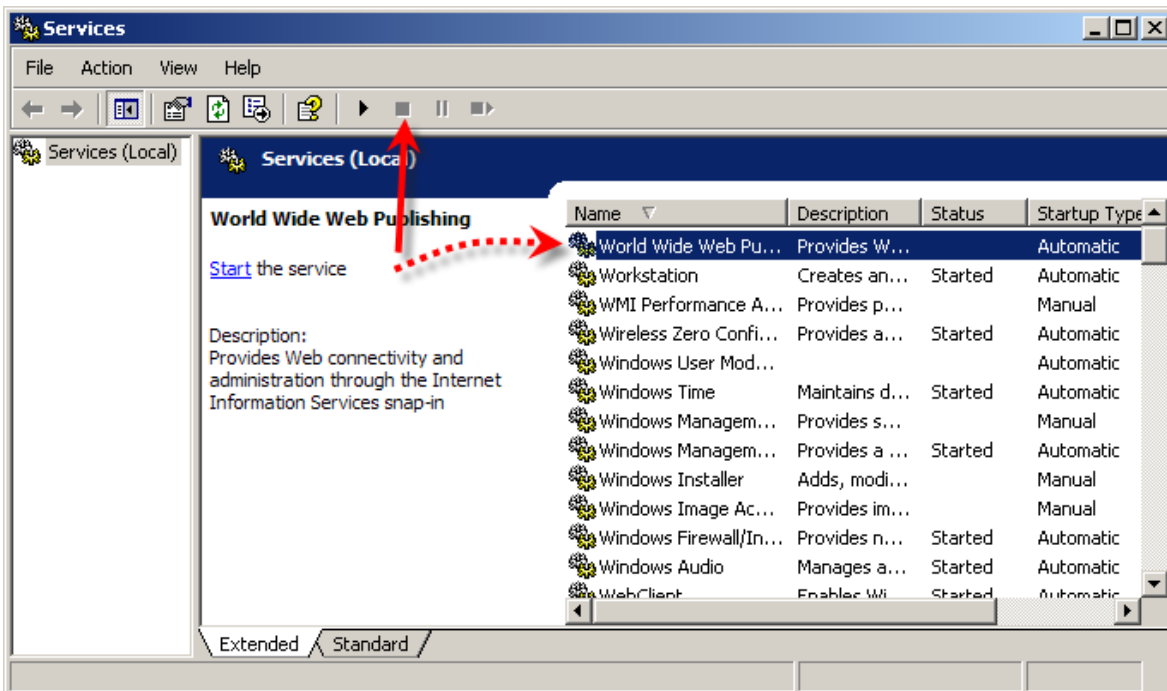 Services
File Action View Help
Services (Local)
Services (Local)
World Wide Web Publishing
Start the service
Description:
Provides Web connectivity and
administration through the Internet
Information Services snap-in
Name Description Status Startup Type
World Wide Web Pu... Provides W... Automatic
Workstation Creates an... Started Automatic
WMI Performance A... Provides p... Manual
Wireless Zero Confi... Provides a... Started Automatic
Windows User Mod... Automatic
Windows Time Maintains d... Started Automatic
Windows Managem... Provides s... Manual
Windows Managem... Provides a ... Started Automatic
Windows Installer Adds, modi... Manual
Windows Image Ac... Provides im... Manual
Windows Firewall/In... Provides n... Started Automatic
Windows Audio Manages a... Started Automatic
WebClient Enables Wi... Started Automatic
Extended Standard